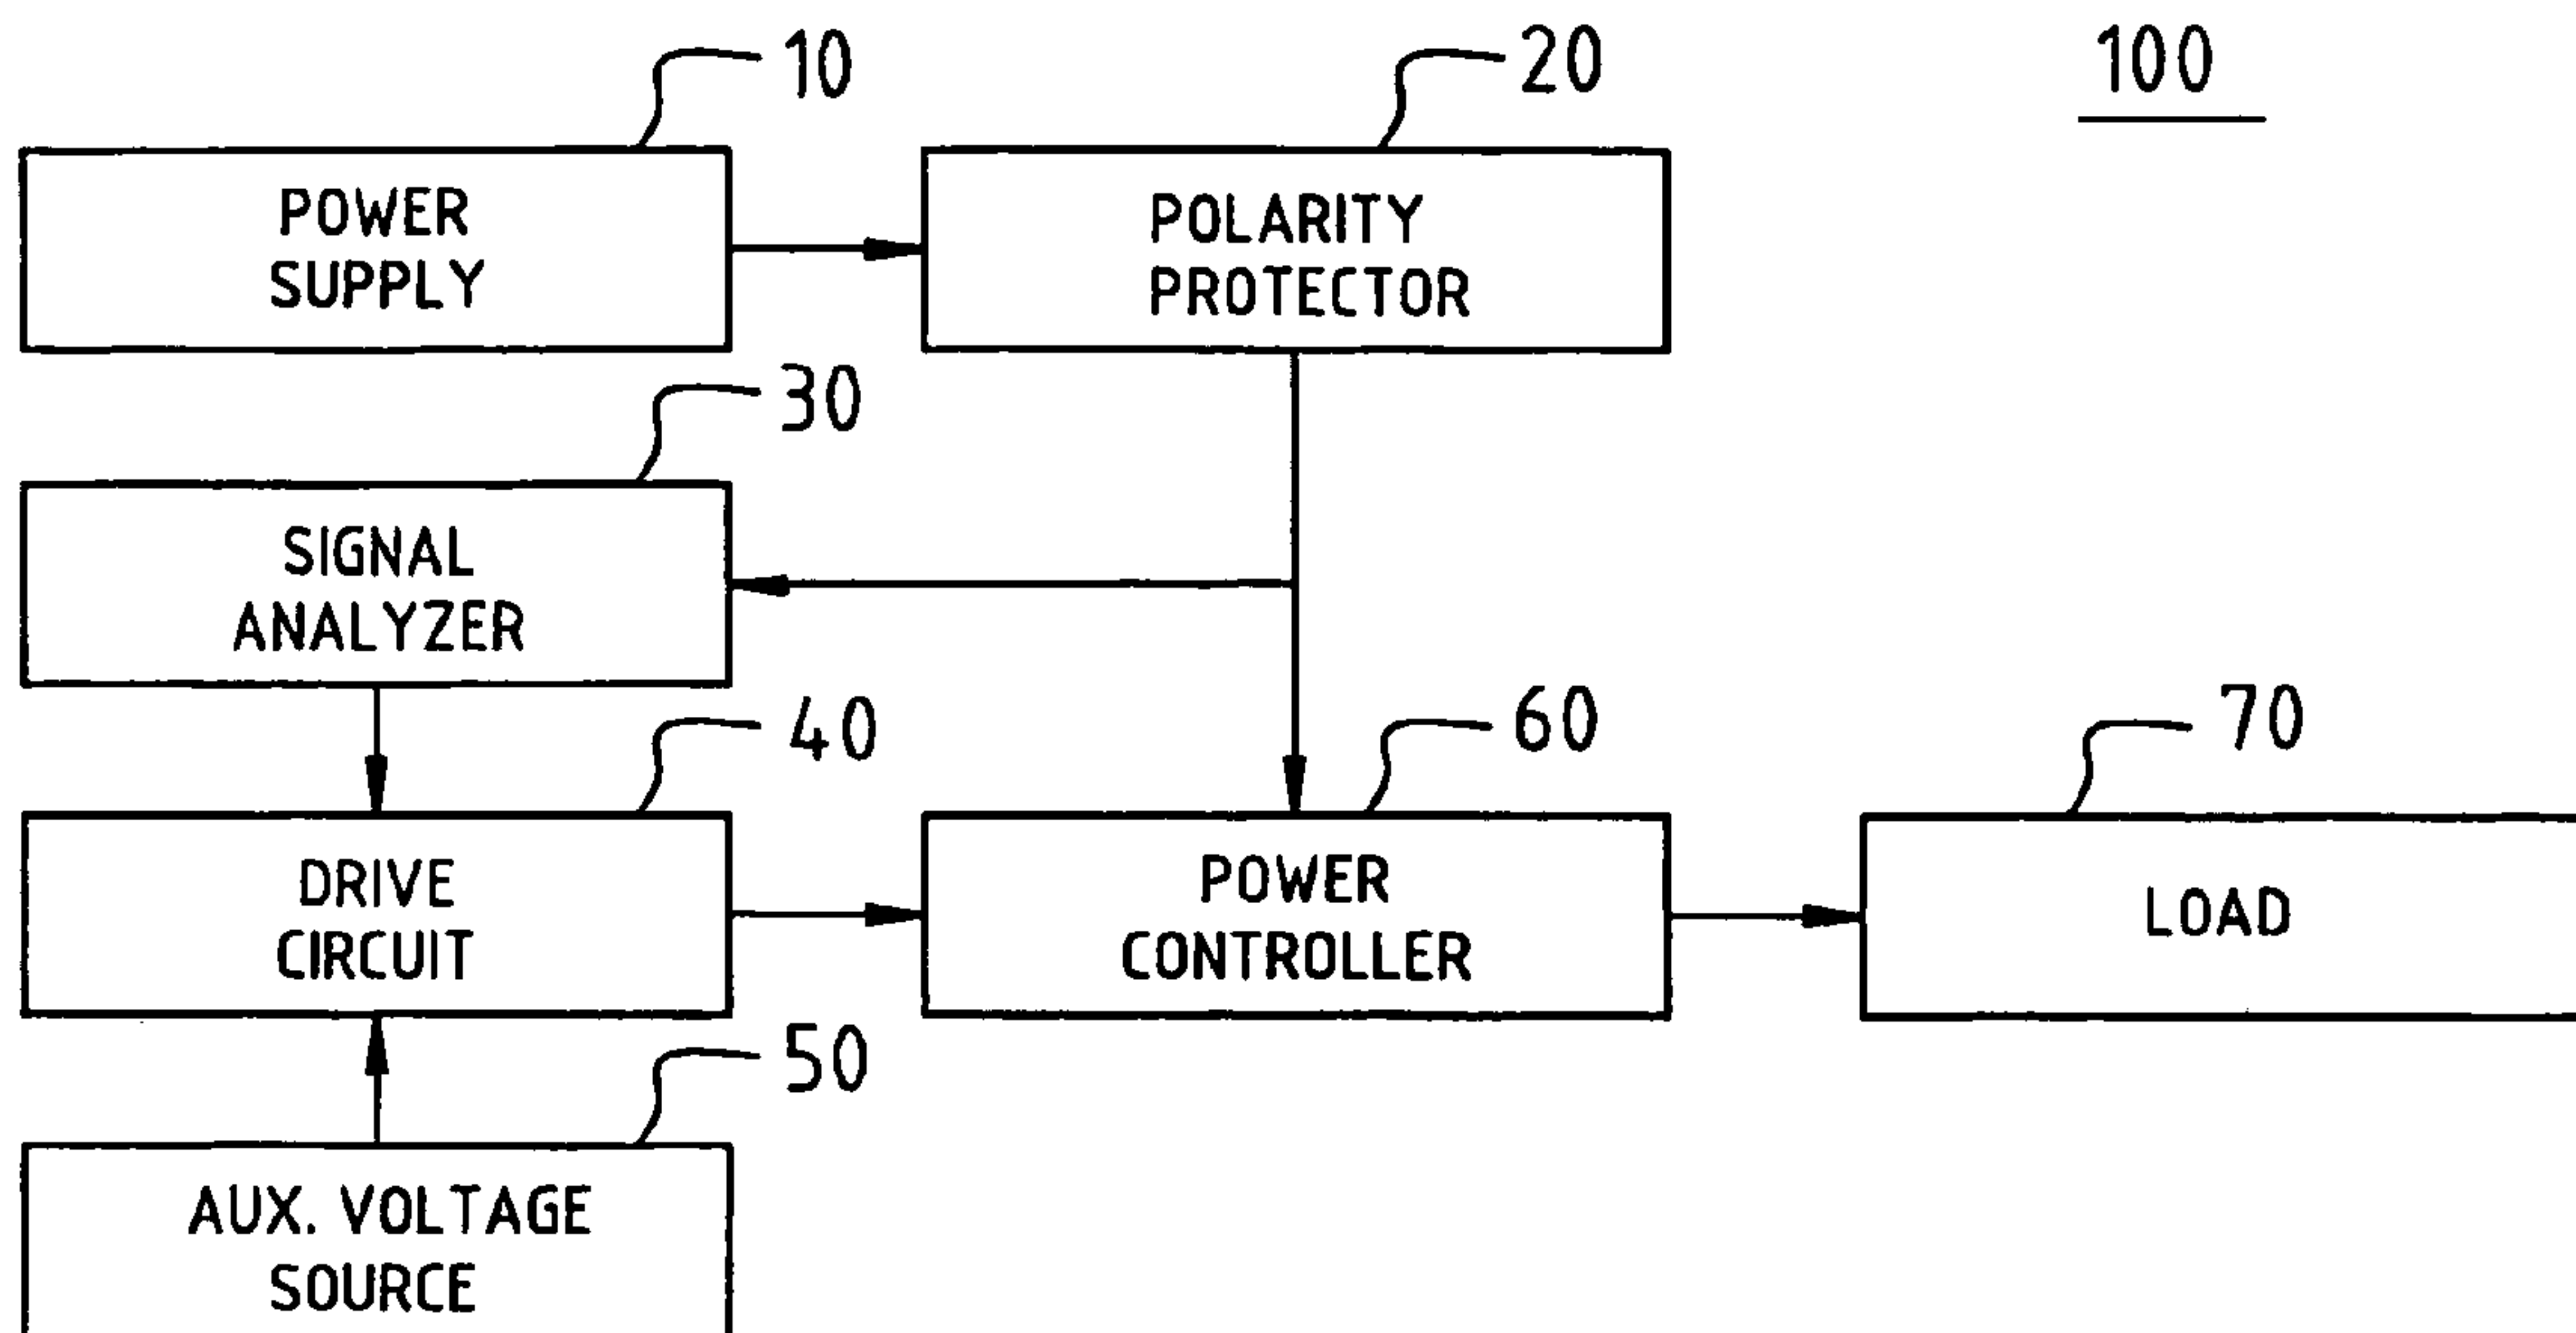 10
20
100
POWER
SUPPLY
POLARITY
PROTECTOR
30
SIGNAL
ANALYZER
40
60
70
DRIVE
CIRCUIT
POWER
CONTROLLER
LOAD
50
AUX. VOLTAGE
SOURCE